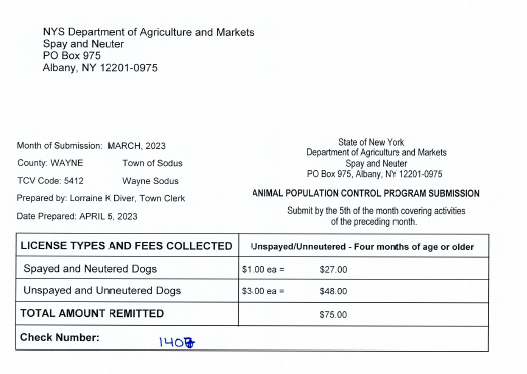 NYS Department of Agriculture and Markets
Spay and Neuter
PO Box 975
Albany, NY 12201-0975
Month of Submission: MARCH, 2023
County: WAYNE Town of Sodus
TCV Code: 5412 Wayne Sodus
Prepared by: Lorraine K Diver, Town Clerk
Date Prepared: APRIL 5, 2023
State of New York
Department of Agriculture and Markets
Spay and Neuter
PO Box 975, Albany, NY 12201-0975
ANIMAL POPULATION CONTROL PROGRAM SUBMISSION
Submit by the 5th of the month covering activities
of the preceding month.
LICENSE TYPES AND FEES COLLECTED Unspayed/Unneutered - Four months of age or older
Spayed and Neutered Dogs $1.00 ea = $27.00
Unspayed and Unneutered Dogs $3.00 ea = $48.00
TOTAL AMOUNT REMITTED $75.00
Check Number: